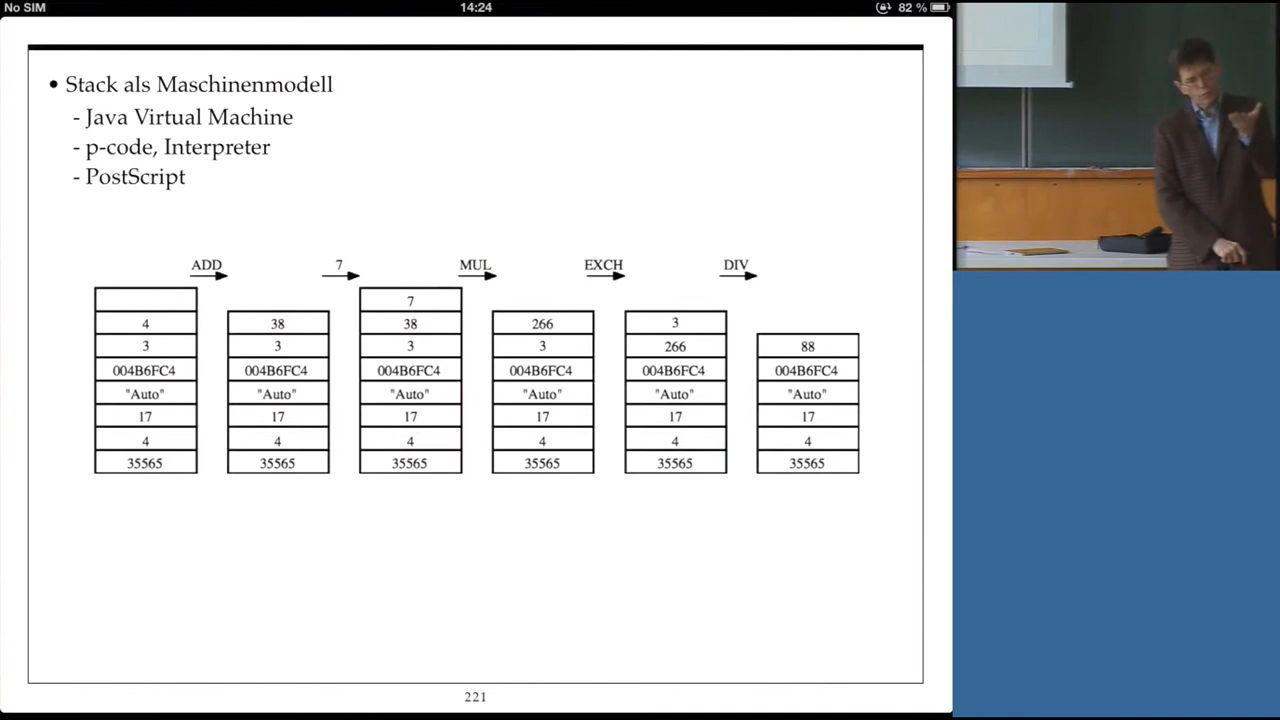 No SIM 14:24 82 %
• Stack als Maschinenmodell
- Java Virtual Machine
- p-code, Interpreter
- PostScript
ADD 7 MUL EXCH DIV
7
4 38 38 266 3
3 3 3 3 266 88
004B6FC4 004B6FC4 004B6FC4 004B6FC4 004B6FC4 004B6FC4
"Auto" "Auto" "Auto" "Auto" "Auto" "Auto"
17 17 17 17 17 17
4 4 4 4 4 4
35565 35565 35565 35565 35565 35565
221